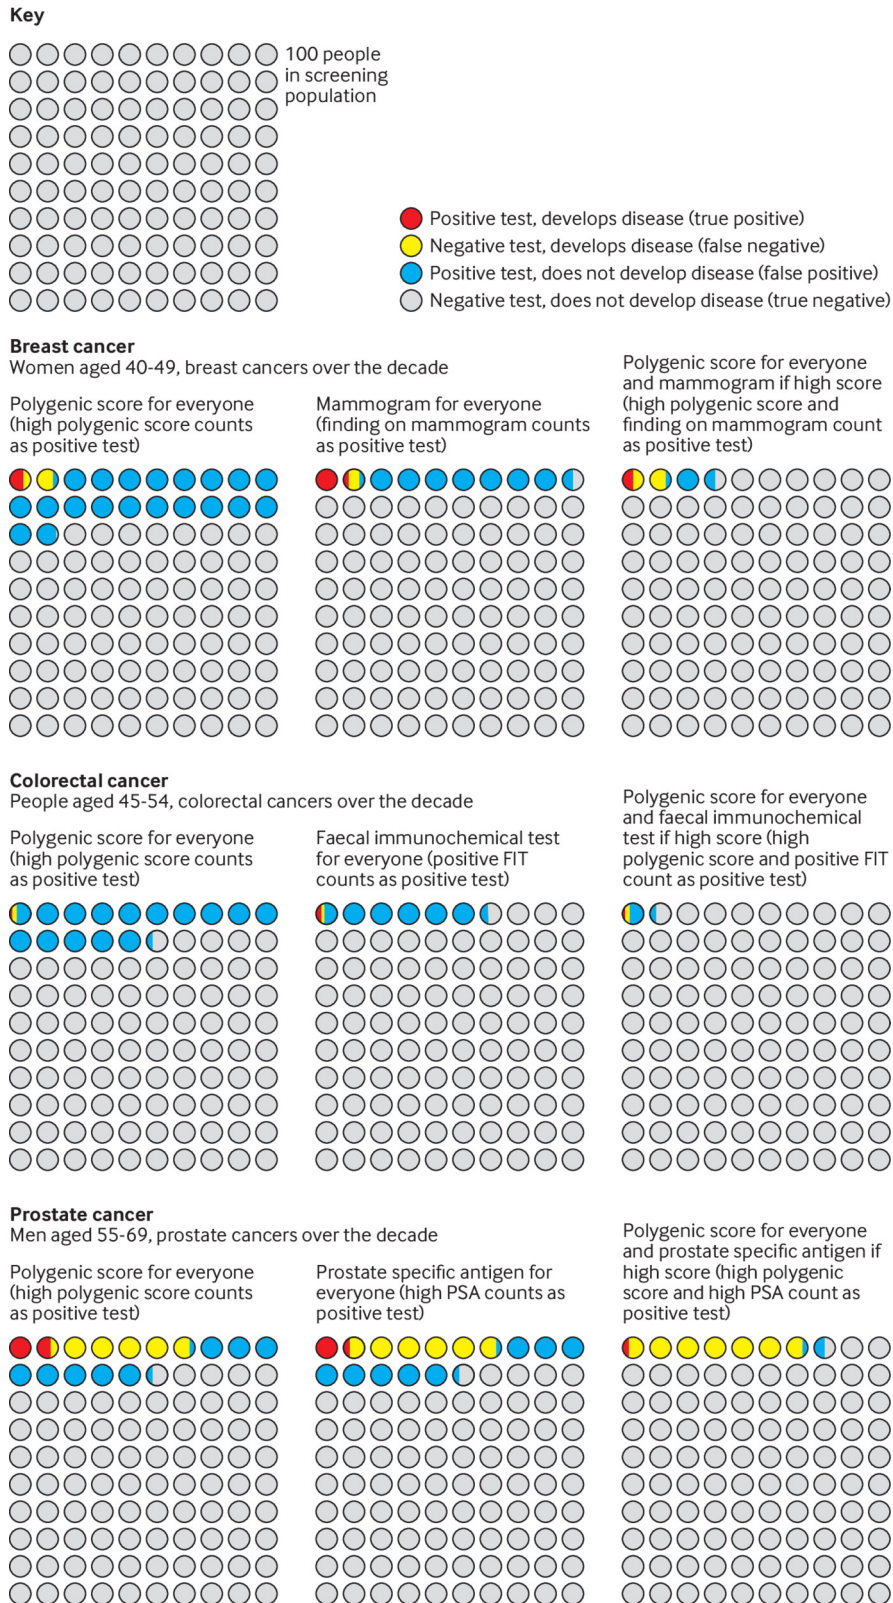 Key
100 people
in screening
population
Positive test, develops disease (true positive)
Negative test, develops disease (false negative)
Positive test, does not develop disease (false positive)
Negative test, does not develop disease (true negative)
Breast cancer
Women aged 40-49, breast cancers over the decade
Polygenic score for everyone
(high polygenic score counts
as positive test)
Mammogram for everyone
(finding on mammogram counts
as positive test)
Polygenic score for everyone
and mammogram if high score
(high polygenic score and
finding on mammogram count
as positive test)
Colorectal cancer
People aged 45-54, colorectal cancers over the decade
Polygenic score for everyone
(high polygenic score counts
as positive test)
Faecal immunochemical test
for everyone (positive FIT
counts as positive test)
Polygenic score for everyone
and faecal immunochemical
test if high score (high
polygenic score and positive FIT
count as positive test)
Prostate cancer
Men aged 55-69, prostate cancers over the decade
Polygenic score for everyone
(high polygenic score counts
as positive test)
Prostate specific antigen for
everyone (high PSA counts as
positive test)
Polygenic score for everyone
and prostate specific antigen if
high score (high polygenic
score and high PSA count as
positive test)